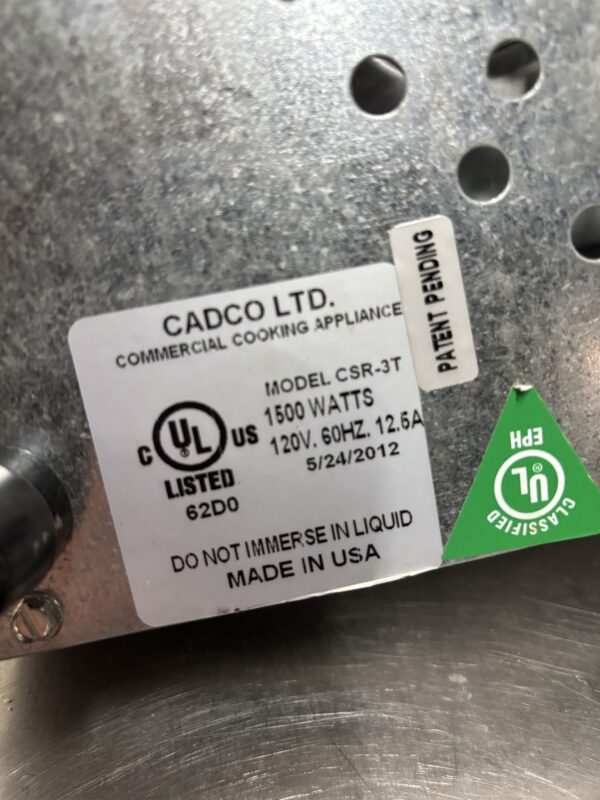 CADCO LTD.
COMMERCIAL COOKING APPLIANCE
MODEL CSR-3T
1500 WATTS
120V. 60HZ. 12.5A
5/24/2012
C UL ® US
LISTED
62D0
DO NOT IMMERSE IN LIQUID
MADE IN USA
PATENT PENDING
CLASSIFIED
UL ®
EPH